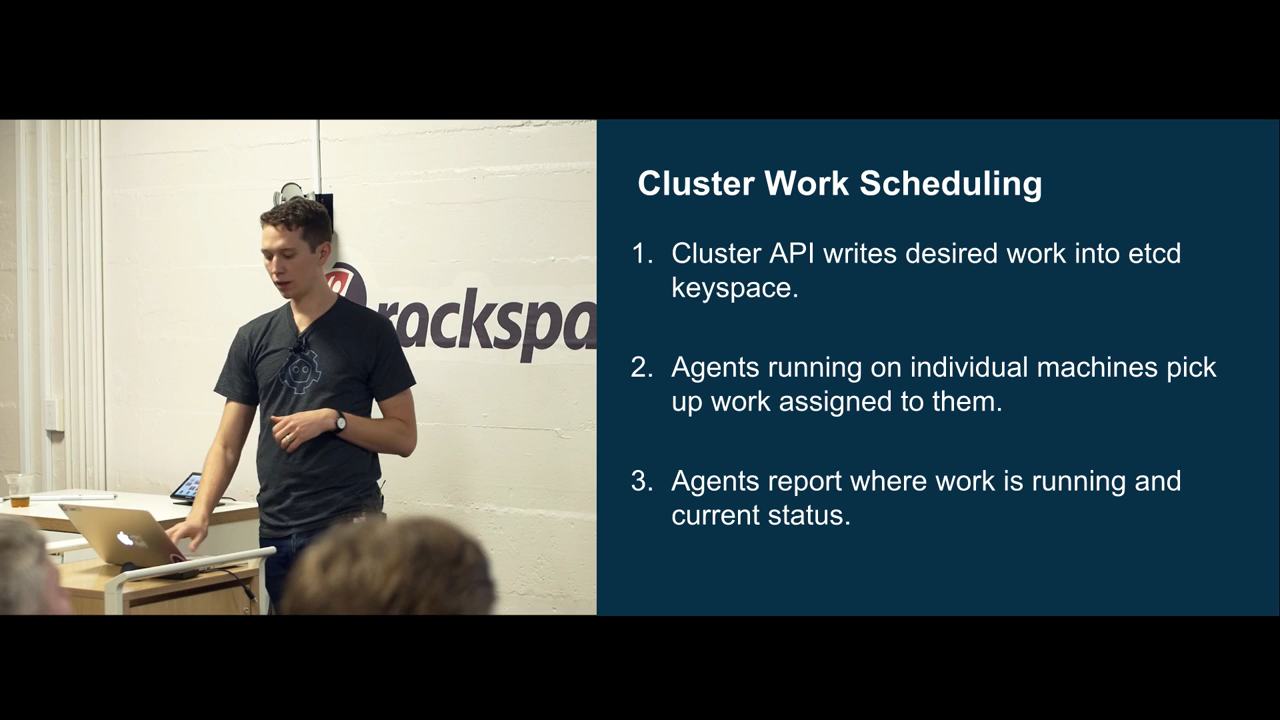 rackspa
Cluster Work Scheduling
1. Cluster API writes desired work into etcd
keyspace.
2. Agents running on individual machines pick
up work assigned to them.
3. Agents report where work is running and
current status.